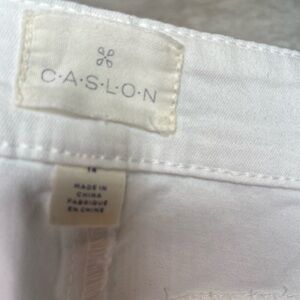 C·A·S·L·O·N
14
MADE IN
CHINA
FABRIQUÉ
EN CHINE